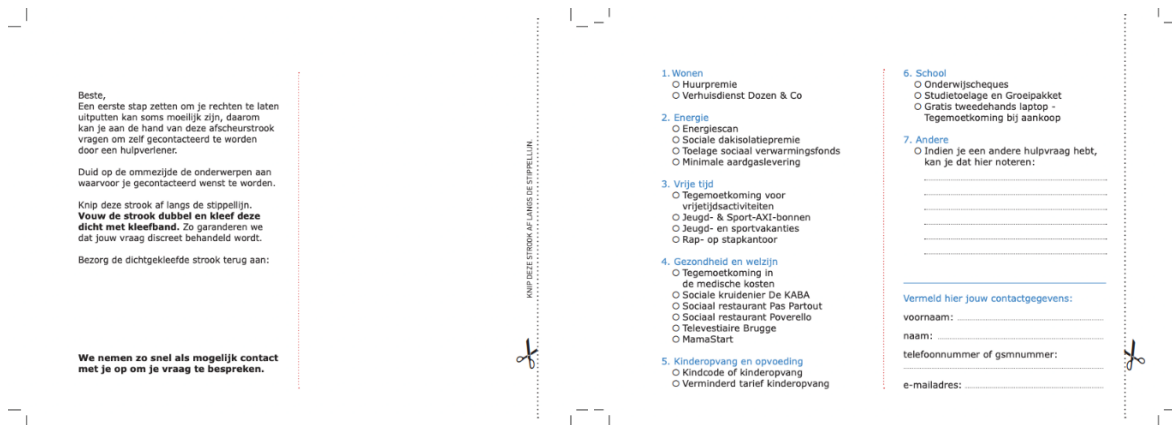 Beste,
Een eerste stap zetten om je rechten te laten
uitputten kan soms moeilijk zijn, daarom
kan je aan de hand van deze afscheurstrook
vragen om zelf gecontacteerd te worden
door een hulpverlener.
Duid op de ommezijde de onderwerpen aan
waarvoor je gecontacteerd wenst te worden.
Knip deze strook af langs de stippellijn.
Vouw de strook dubbel en kleef deze
dicht met kleefband. Zo garanderen we
dat jouw vraag discreet behandeld wordt.
Bezorg de dichtgekleefde strook terug aan:
We nemen zo snel als mogelijk contact
met je op om je vraag te bespreken.
KNIP DEZE STROOK AF LANGS DE STIPPELLIJN.
1. Wonen
Huurpremie
Verhuisdienst Dozen & Co
2. Energie
Energiescan
Sociale dakisolatiepremie
Toelage sociaal verwarmingsfonds
Minimale aardgaslevering
3. Vrije tijd
Tegemoetkoming voor
vrijetijdsactiviteiten
Jeugd- & Sport-AXI-bonnen
Jeugd- en sportvakanties
Rap- op stapkantoor
4. Gezondheid en welzijn
Tegemoetkoming in
de medische kosten
Sociale kruidenier De KABA
Sociaal restaurant Pas Partout
Sociaal restaurant Poverello
Televestiaire Brugge
MamaStart
5. Kinderopvang en opvoeding
Kindcode of kinderopvang
Verminderd tarief kinderopvang
6. School
Onderwijscheques
Studietoelage en Groeipakket
Gratis tweedehands laptop -
Tegemoetkoming bij aankoop
7. Andere
Indien je een andere hulpvraag hebt,
kan je dat hier noteren:
Vermeld hier jouw contactgegevens:
voornaam:
naam:
telefoonnummer of gsmnummer:
e-mailadres: